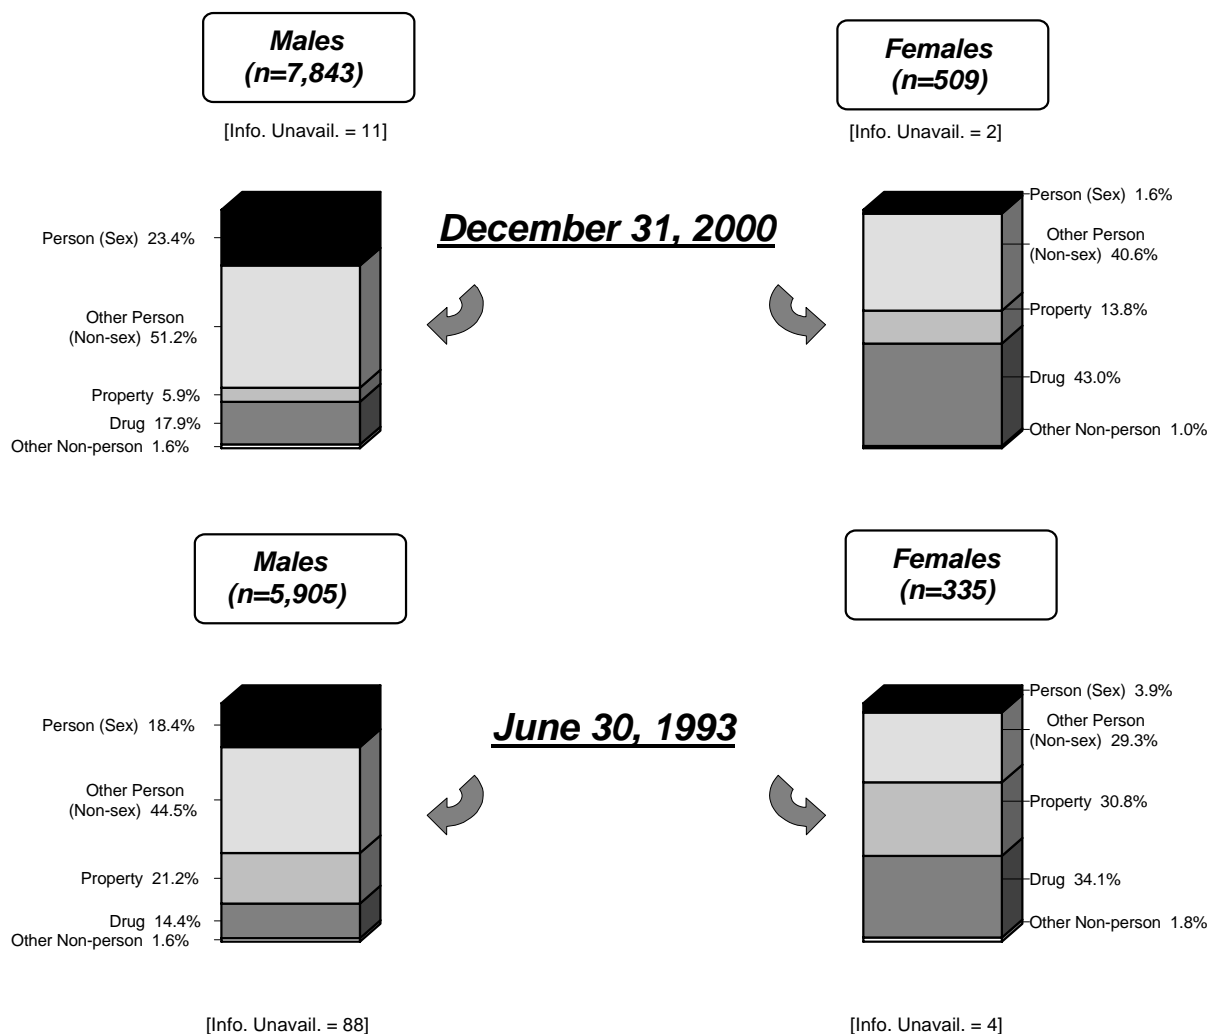 Males
(n=7,843)
[Info. Unavail. = 11]
Females
(n=509)
[Info. Unavail. = 2]
December 31, 2000
Person (Sex) 23.4%
Other Person
(Non-sex) 51.2%
Property 5.9%
Drug 17.9%
Other Non-person 1.6%
Person (Sex) 1.6%
Other Person
(Non-sex) 40.6%
Property 13.8%
Drug 43.0%
Other Non-person 1.0%
Males
(n=5,905)
Females
(n=335)
June 30, 1993
Person (Sex) 18.4%
Other Person
(Non-sex) 44.5%
Property 21.2%
Drug 14.4%
Other Non-person 1.6%
Person (Sex) 3.9%
Other Person
(Non-sex) 29.3%
Property 30.8%
Drug 34.1%
Other Non-person 1.8%
[Info. Unavail. = 88]
[Info. Unavail. = 4]